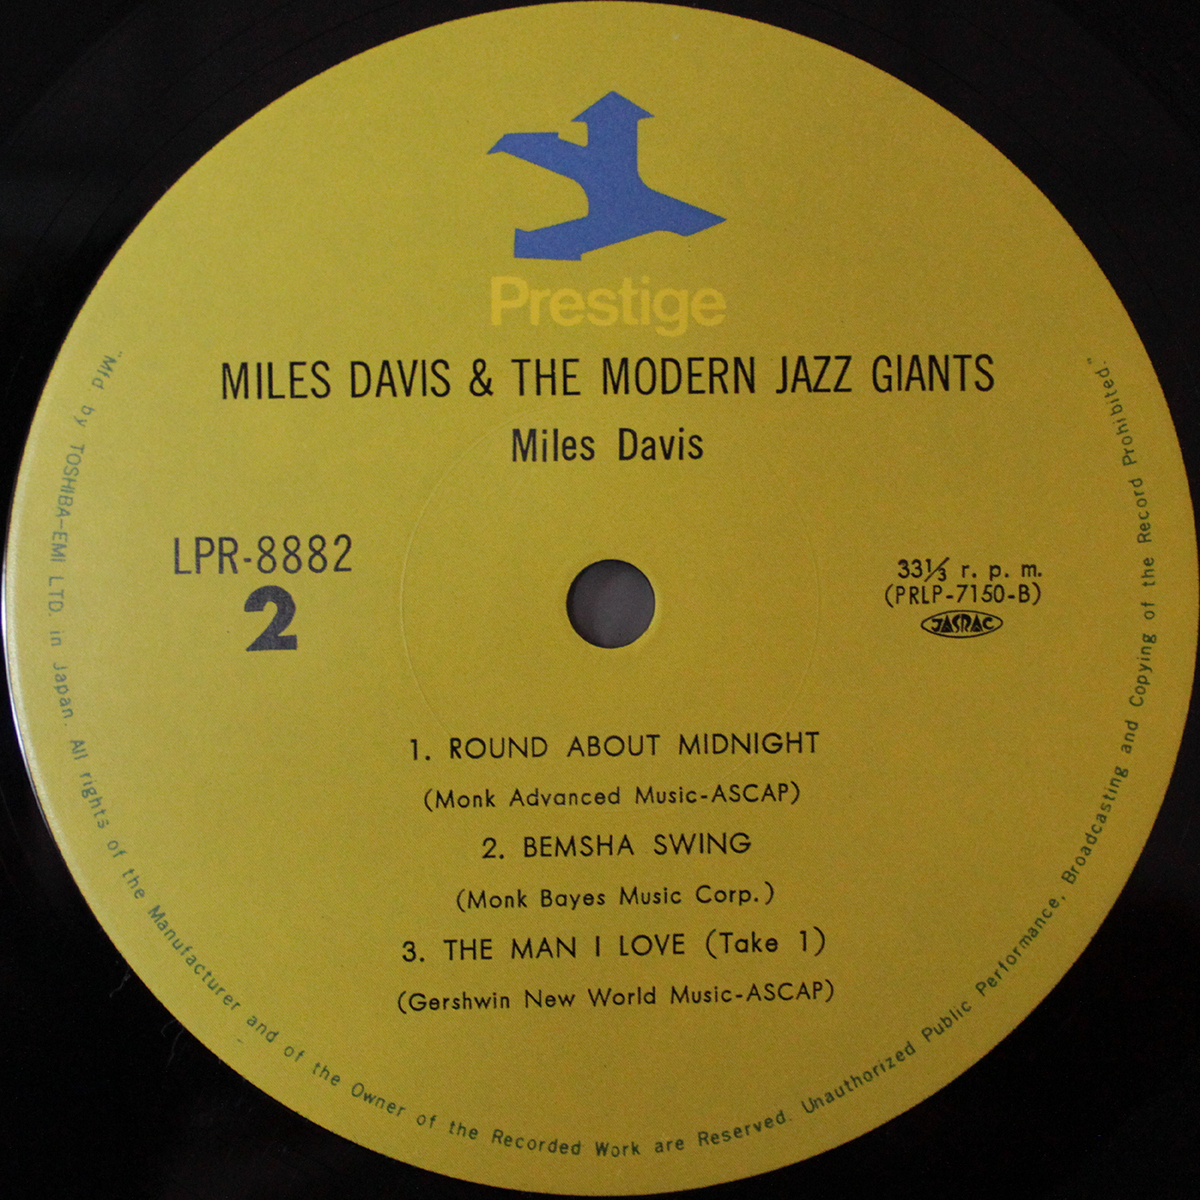 Prestige
MILES DAVIS & THE MODERN JAZZ GIANTS
Miles Davis
LPR-8882
2
33⅓ r. p. m.
(PRLP-7150-B)
JASRAC
1. ROUND ABOUT MIDNIGHT
(Monk Advanced Music-ASCAP)
2. BEMSHA SWING
(Monk Bayes Music Corp.)
3. THE MAN I LOVE (Take 1)
(Gershwin New World Music-ASCAP)
"Mfd by TOSHIBA-EMI LTD. in Japan. All rights of the Manufacturer and of the Owner of the Recorded Work are Reserved. Unauthorized Public Performance, Broadcasting and Copying of the Record Prohibited."